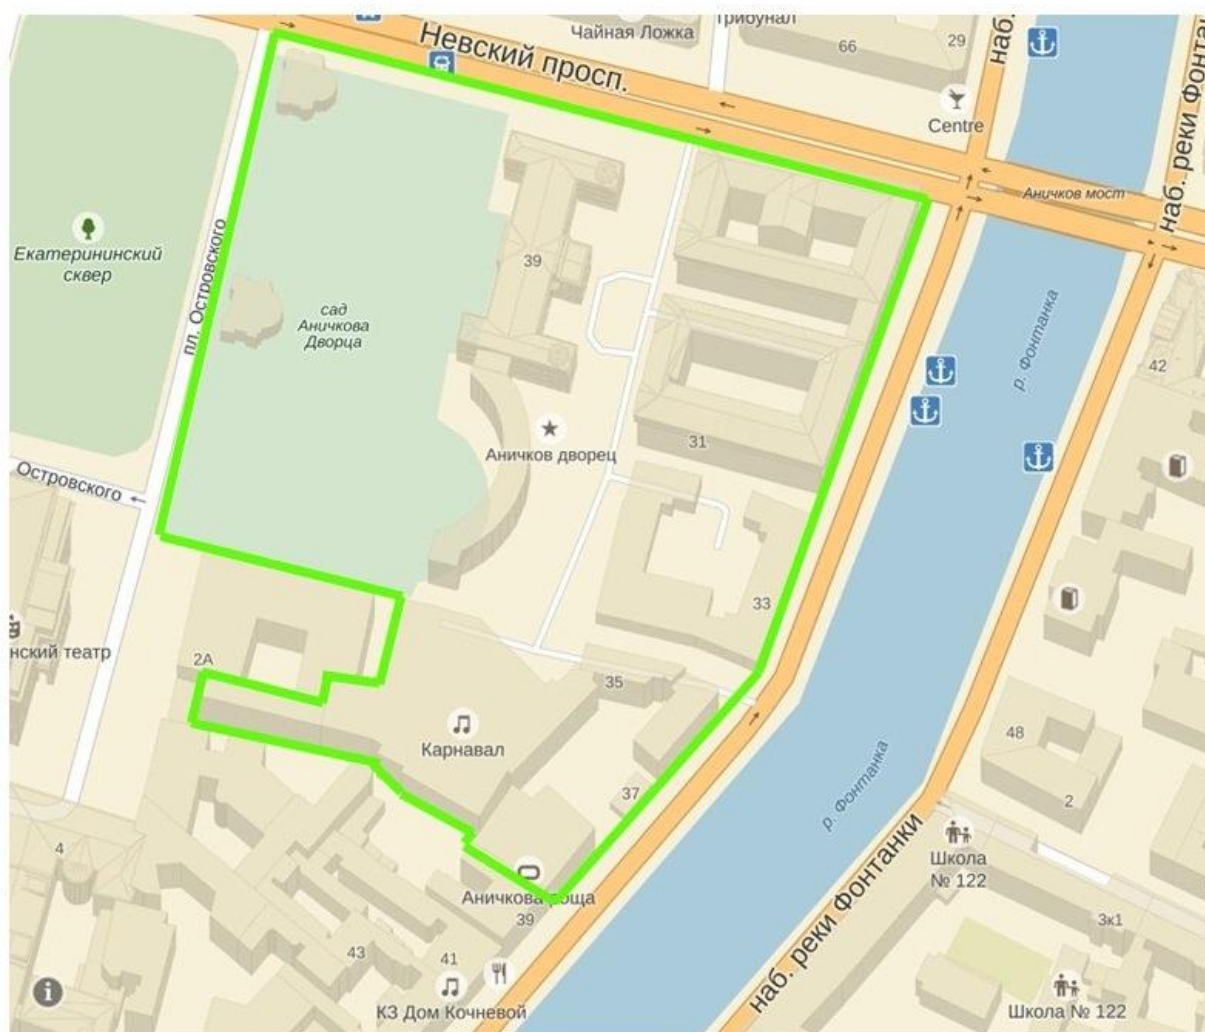 Чайная Ложка
Трибунал
66
29
наб.
Невский просп.
Centre
Аничков мост
наб. реки Фонтан
Екатерининский
сквер
пл. Островского
39
сад
Аничкова
Дворца
р. Фонтанка
42
31
Аничков дворец
Островского
33
нский театр
2А
35
Карнавал
48
37
р. Фонтанка
2
4
Школа
№ 122
Аничкова роща
39
наб. реки Фонтанки
3к1
43
41
КЗ Дом Кочневой
Школа № 122